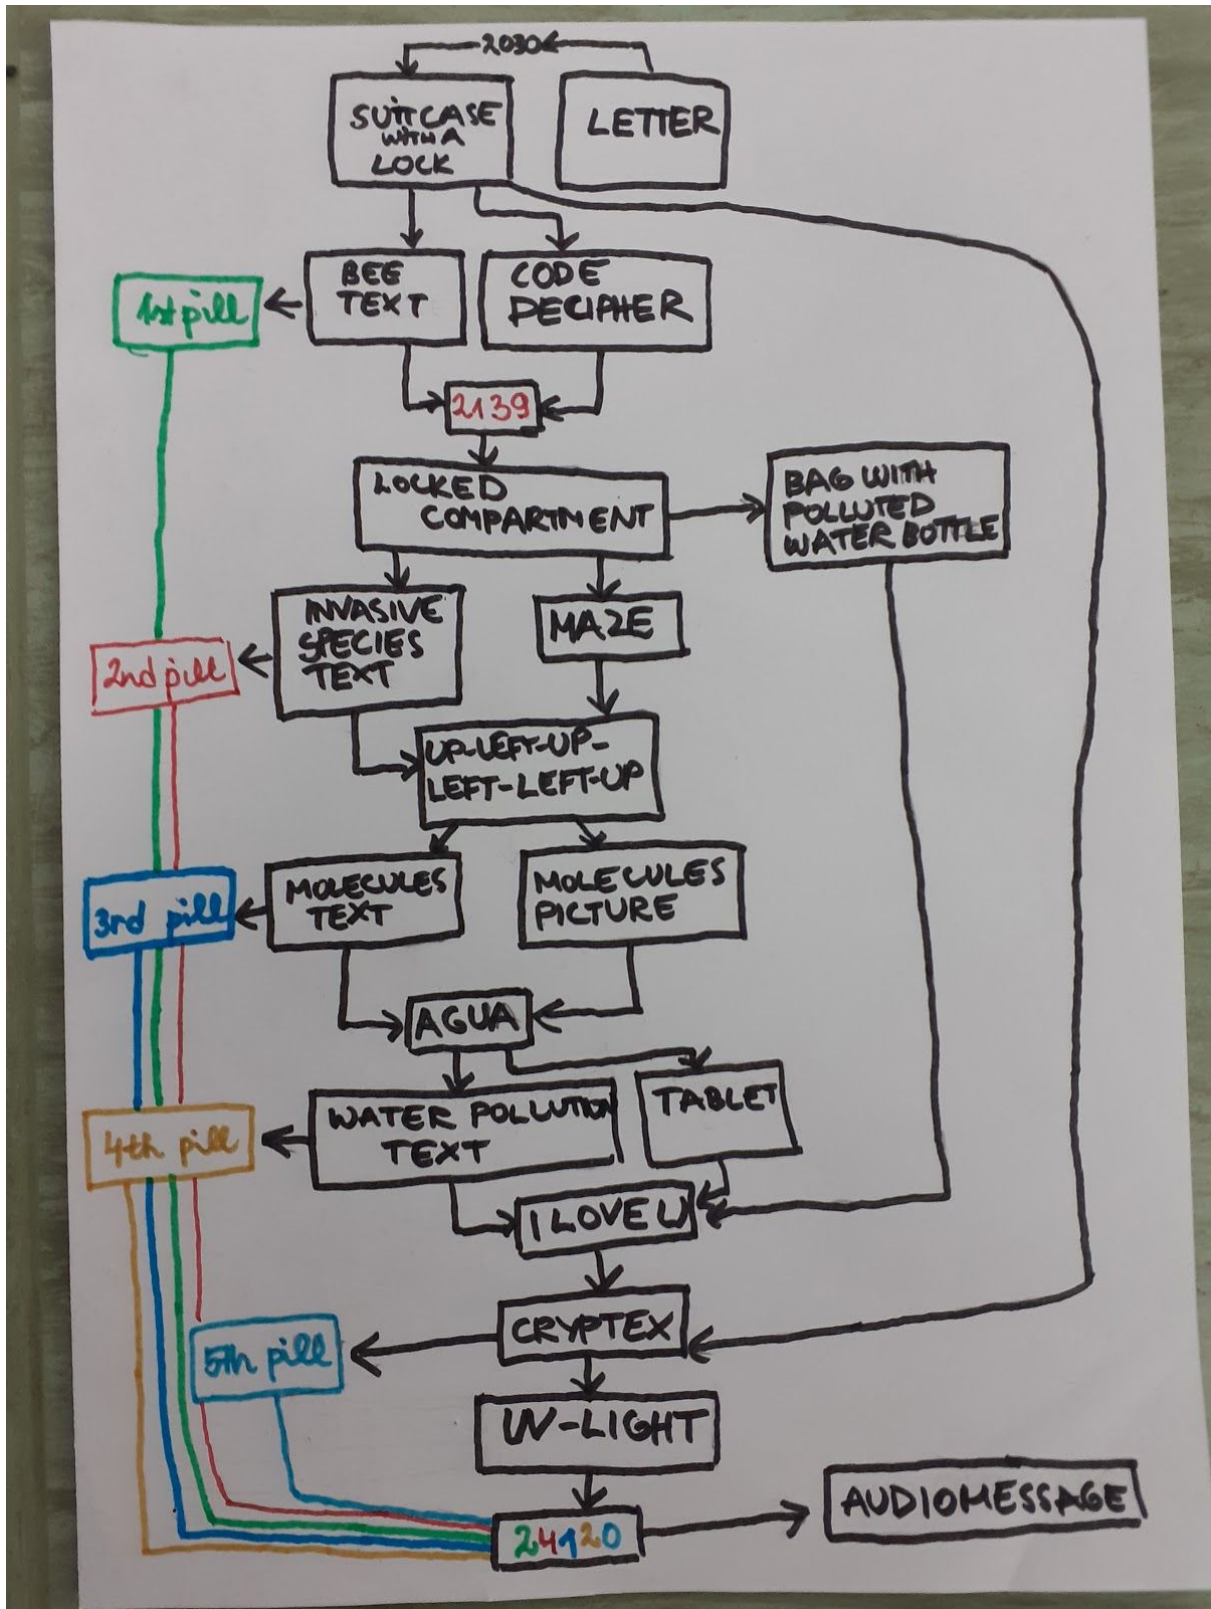 2030
SUITCASE
WITH A
LOCK
LETTER
BEE
TEXT
CODE
DECIPHER
1st pill
2139
LOCKED
COMPARTMENT
BAG WITH
POLLUTED
WATER BOTTLE
INVASIVE
SPECIES
TEXT
MAZE
2nd pill
UP-LEFT-UP-
LEFT-LEFT-UP
MOLECULES
TEXT
MOLECULES
PICTURE
3rd pill
AGUA
WATER POLLUTION
TEXT
TABLET
4th pill
I LOVE U
CRYPTEX
5th pill
UV-LIGHT
24120
AUDIOMESSAGE